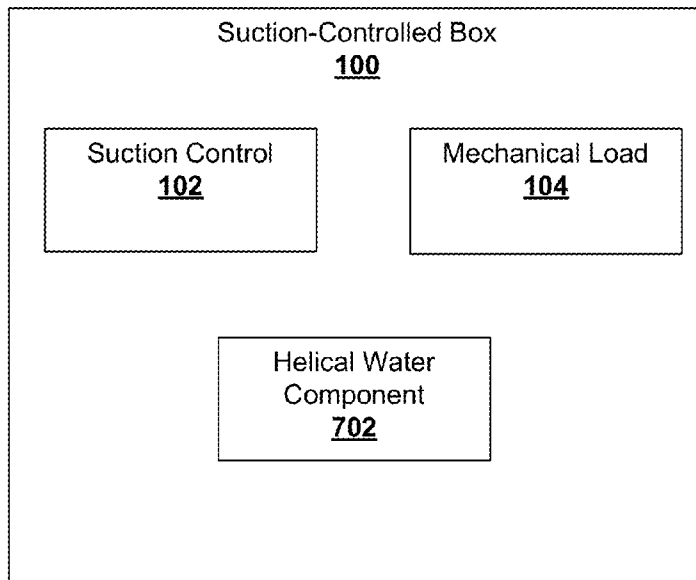 Suction-Controlled Box
100
Suction Control
102
Mechanical Load
104
Helical Water
Component
702